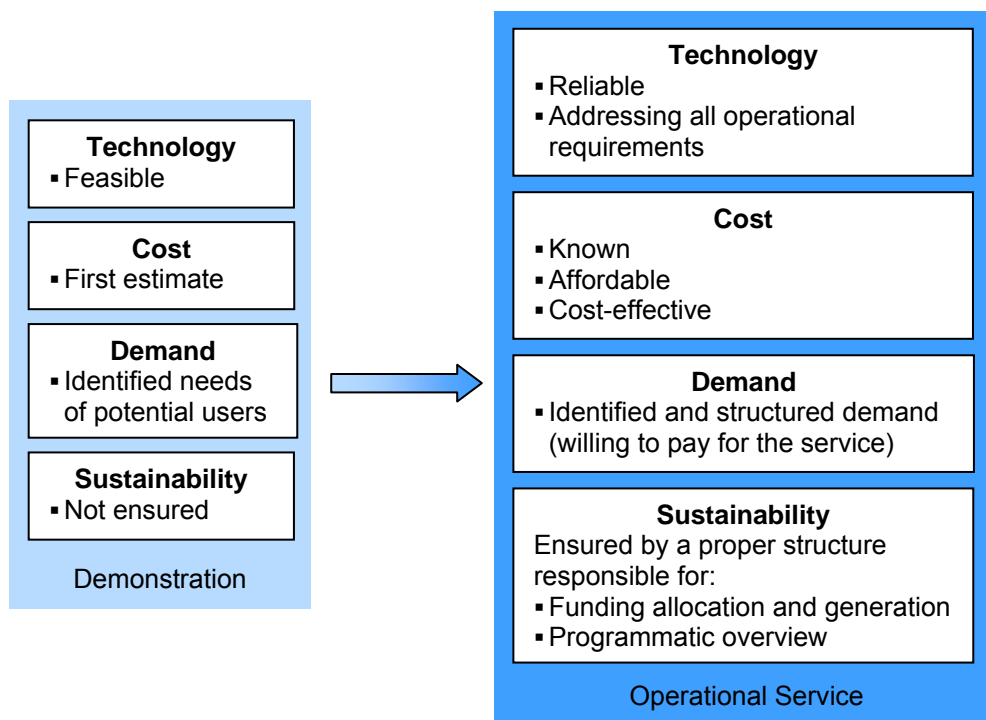 Technology
▪ Feasible
Cost
▪ First estimate
Demand
▪ Identified needs
of potential users
Sustainability
▪ Not ensured
Demonstration
Technology
▪ Reliable
▪ Addressing all operational
requirements
Cost
▪ Known
▪ Affordable
▪ Cost-effective
Demand
▪ Identified and structured demand
(willing to pay for the service)
Sustainability
Ensured by a proper structure
responsible for:
▪ Funding allocation and generation
▪ Programmatic overview
Operational Service